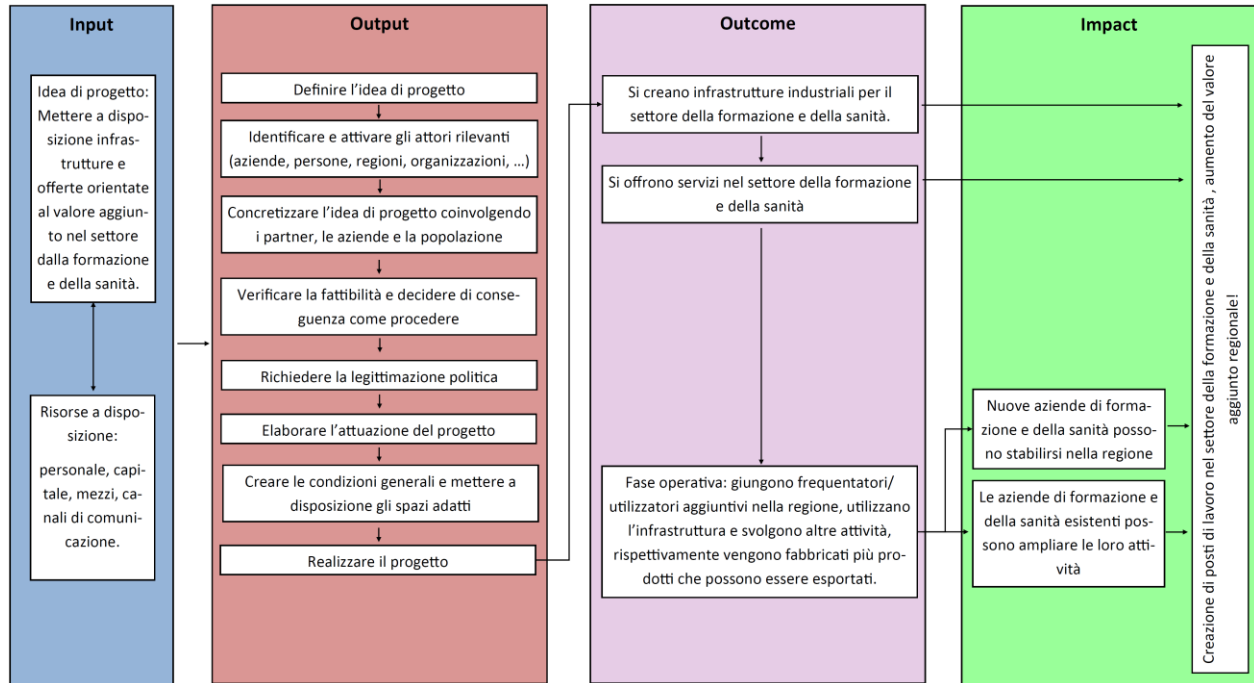 Input
Idea di progetto:
Mettere a dispo-
sizione infras-
trutture e
offerte orientate
al valore aggiun-
to nel settore
dalla formazione
e della sanità.
Risorse a dispo-
sizione:
personale, capi-
tale, mezzi, ca-
nali di comuni-
cazione.
Output
Definire l’idea di progetto
Identificare e attivare gli attori rilevanti
(aziende, persone, regioni, organizzazioni, …)
Concretizzare l’idea di progetto coinvolgendo
i partner, le aziende e la popolazione
Verificare la fattibilità e decidere di conse-
guenza come procedere
Richiedere la legittimazione politica
Elaborare l’attuazione del progetto
Creare le condizioni generali e mettere a
disposizione gli spazi adatti
Realizzare il progetto
Outcome
Si creano infrastrutture industriali per il
settore della formazione e della sanità.
Si offrono servizi nel settore della formazione
e della sanità
Fase operativa: giungono frequentatori/
utilizzatori aggiuntivi nella regione, utilizzano
l’infrastruttura e svolgono altre attività,
rispettivamente vengono fabbricati più pro-
dotti che possono essere esportati.
Impact
Nuove aziende di forma-
zione e della sanità posso-
no stabilirsi nella regione
Le aziende di formazione e
della sanità esistenti pos-
sono ampliare le loro atti-
vità
Creazione di posti di lavoro nel settore della formazione e della sanità , aumento del valore
aggiunto regionale!